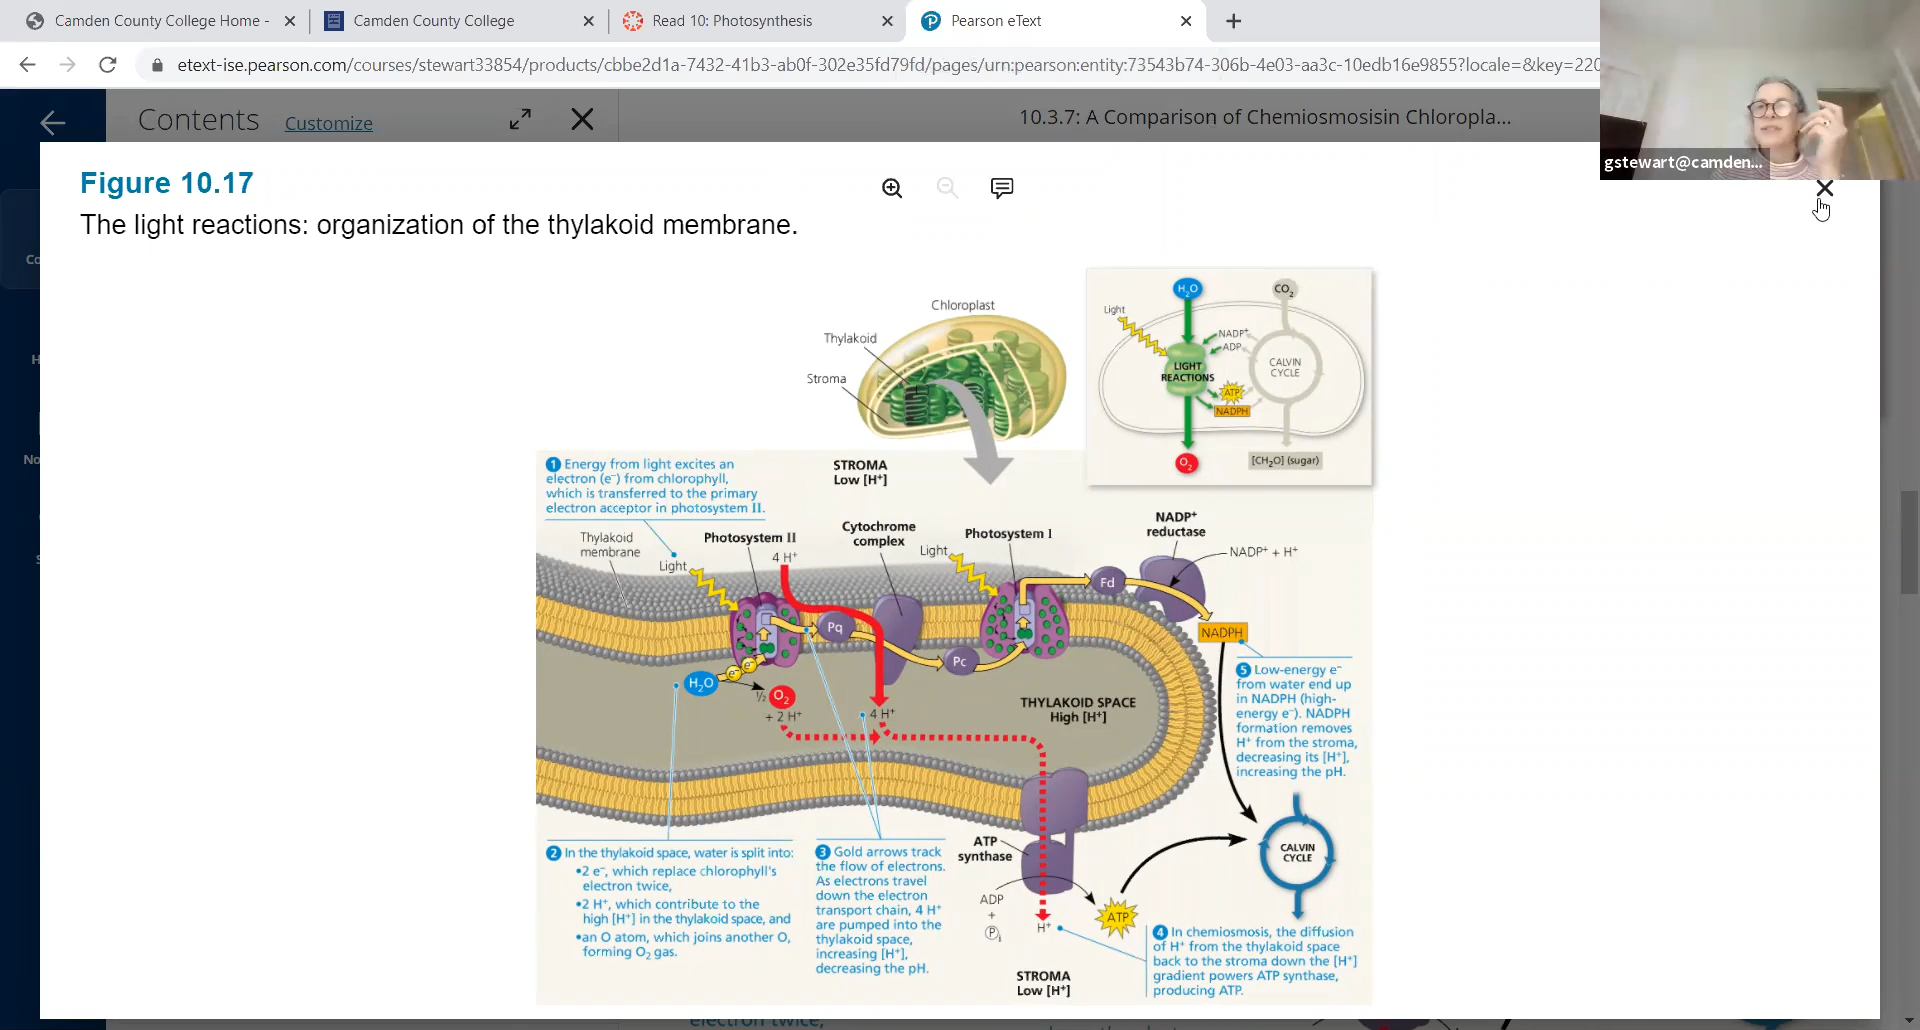 Camden County College Home -
Camden County College
Read 10: Photosynthesis
Pearson eText
etext-ise.pearson.com/courses/stewart33854/products/cbbe2d1a-7432-41b3-ab0f-302e35fd79fd/pages/urn:pearson:entity:73543b74-306b-4e03-aa3c-10edb16e9855?locale=&key=220
Contents
Customize
10.3.7: A Comparison of Chemiosmosisin Chloropla...
gstewart@camden...
Figure 10.17
The light reactions: organization of the thylakoid membrane.
Co
H
No
Chloroplast
Thylakoid
Stroma
H₂O
CO₂
Light
NADP⁺
ADP
LIGHT
REACTIONS
CALVIN
CYCLE
ATP
NADPH
O₂
[CH₂O] (sugar)
1 Energy from light excites an
electron (e⁻) from chlorophyll,
which is transferred to the primary
electron acceptor in photosystem II.
STROMA
Low [H⁺]
Thylakoid
membrane
Photosystem II
4 H⁺
Light
Cytochrome
complex
Light
Photosystem I
NADP⁺
reductase
NADP⁺ + H⁺
Fd
Pq
Pc
NADPH
e⁻
e⁻
H₂O
½ O₂
+ 2 H⁺
4 H⁺
THYLAKOID SPACE
High [H⁺]
5 Low-energy e⁻
from water end up
in NADPH (high-
energy e⁻). NADPH
formation removes
H⁺ from the stroma,
decreasing its [H⁺],
increasing the pH.
2 In the thylakoid space, water is split into:
•2 e⁻, which replace chlorophyll's
electron twice,
•2 H⁺, which contribute to the
high [H⁺] in the thylakoid space, and
•an O atom, which joins another O,
forming O₂ gas.
3 Gold arrows track
the flow of electrons.
As electrons travel
down the electron
transport chain, 4 H⁺
are pumped into the
thylakoid space,
increasing [H⁺],
decreasing the pH.
ATP
synthase
ADP
+
Pᵢ
H⁺
ATP
CALVIN
CYCLE
STROMA
Low [H⁺]
4 In chemiosmosis, the diffusion
of H⁺ from the thylakoid space
back to the stroma down the [H⁺]
gradient powers ATP synthase,
producing ATP.
electron twice,